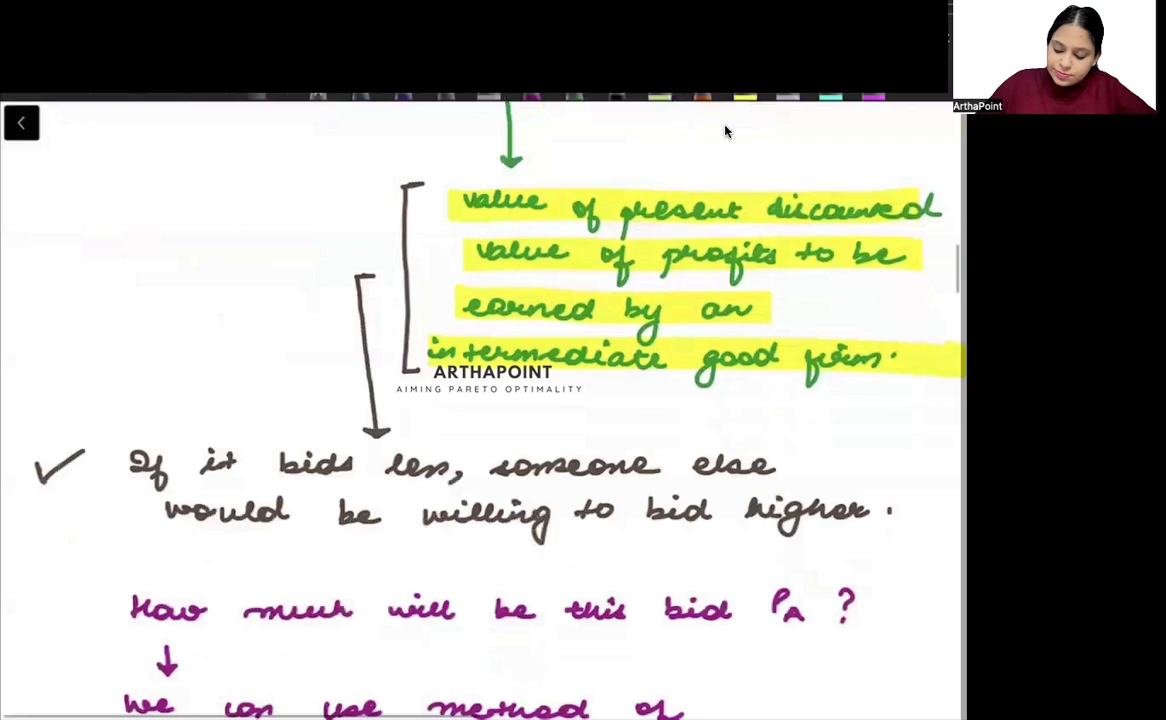 ArthaPoint
value of present discounted
value of profits to be
earned by an
intermediate good firm.
ARTHAPOINT
AIMING PARETO OPTIMALITY
If it bids less, someone else
would be willing to bid higher.
How much will be this bid PA ?
We can use method of